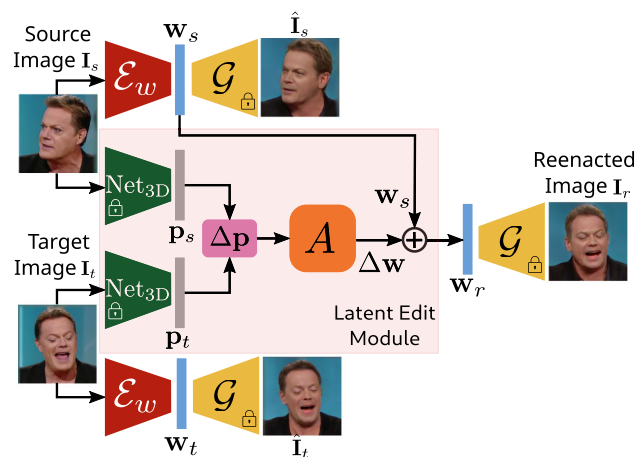 Source
Image I_s
w_s
Î_s
ℰ_w
𝒢
Net_3D
p_s
w_s
Reenacted
Image I_r
Δp
A
Δw
w_r
𝒢
Target
Image I_t
Net_3D
p_t
Latent Edit
Module
ℰ_w
𝒢
w_t
Î_t